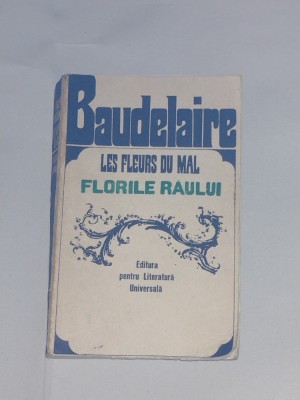 Baudelaire
LES FLEURS DU MAL
FLORILE RAULUI
Editura
pentru Literatură
Universală